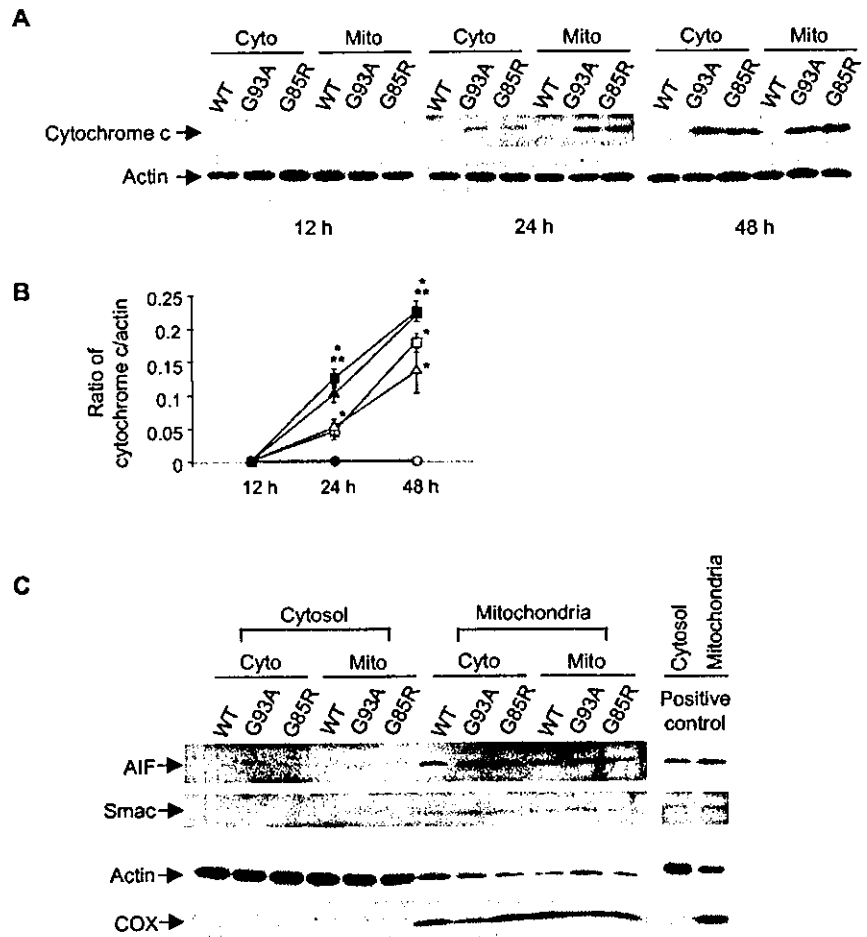 A
Cyto Mito Cyto Mito Cyto Mito
WT G93A G85R WT G93A G85R WT G93A G85R WT G93A G85R WT G93A G85R WT G93A G85R
Cytochrome c
Actin
12 h 24 h 48 h
B
Ratio of
cytochrome c/actin
0.25
0.2
0.15
0.1
0.05
0
* ** * * ** * *
12 h 24 h 48 h
C
Cytosol Mitochondria
Cyto Mito Cyto Mito
Cytosol Mitochondria
Positive
control
WT G93A G85R WT G93A G85R WT G93A G85R WT G93A G85R
AIF
Smac
Actin
COX